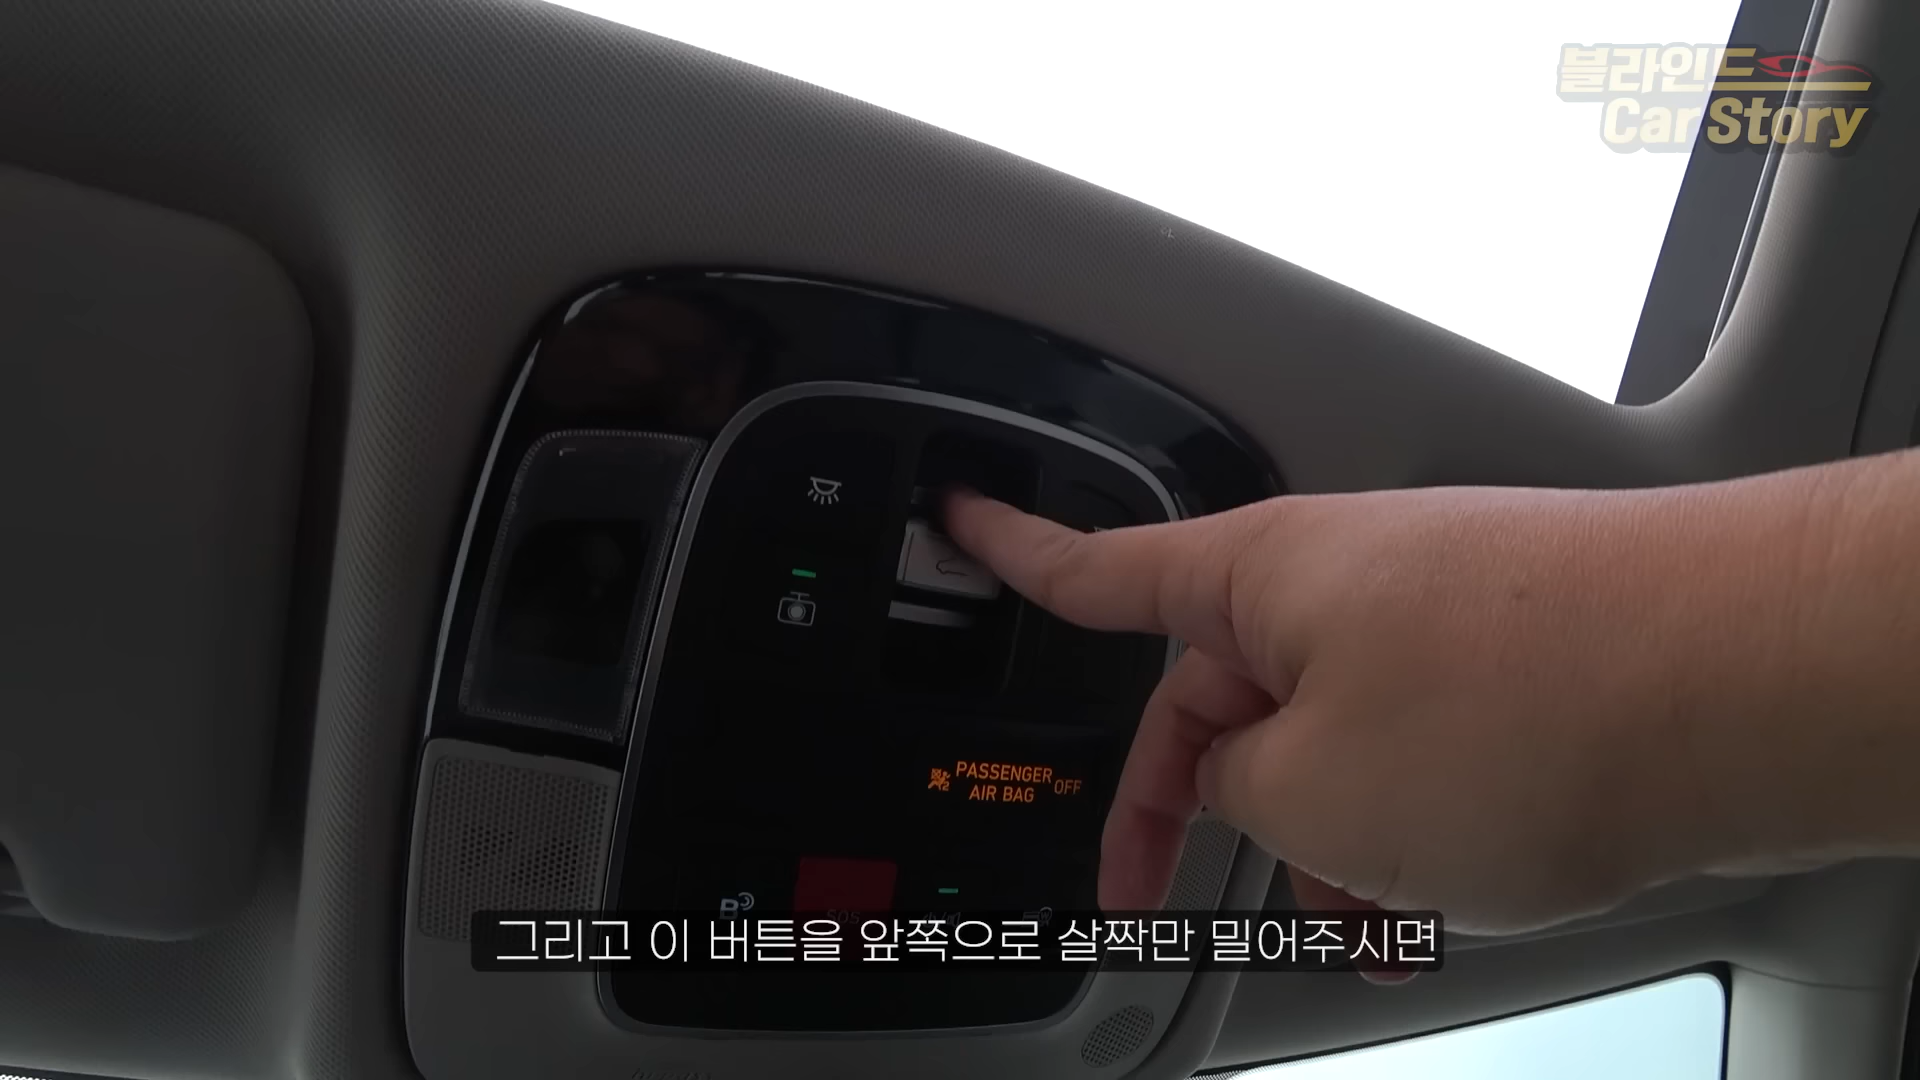 블라인드
Car Story
PASSENGER
AIR BAG OFF
SOS
그리고 이 버튼을 앞쪽으로 살짝만 밀어주시면